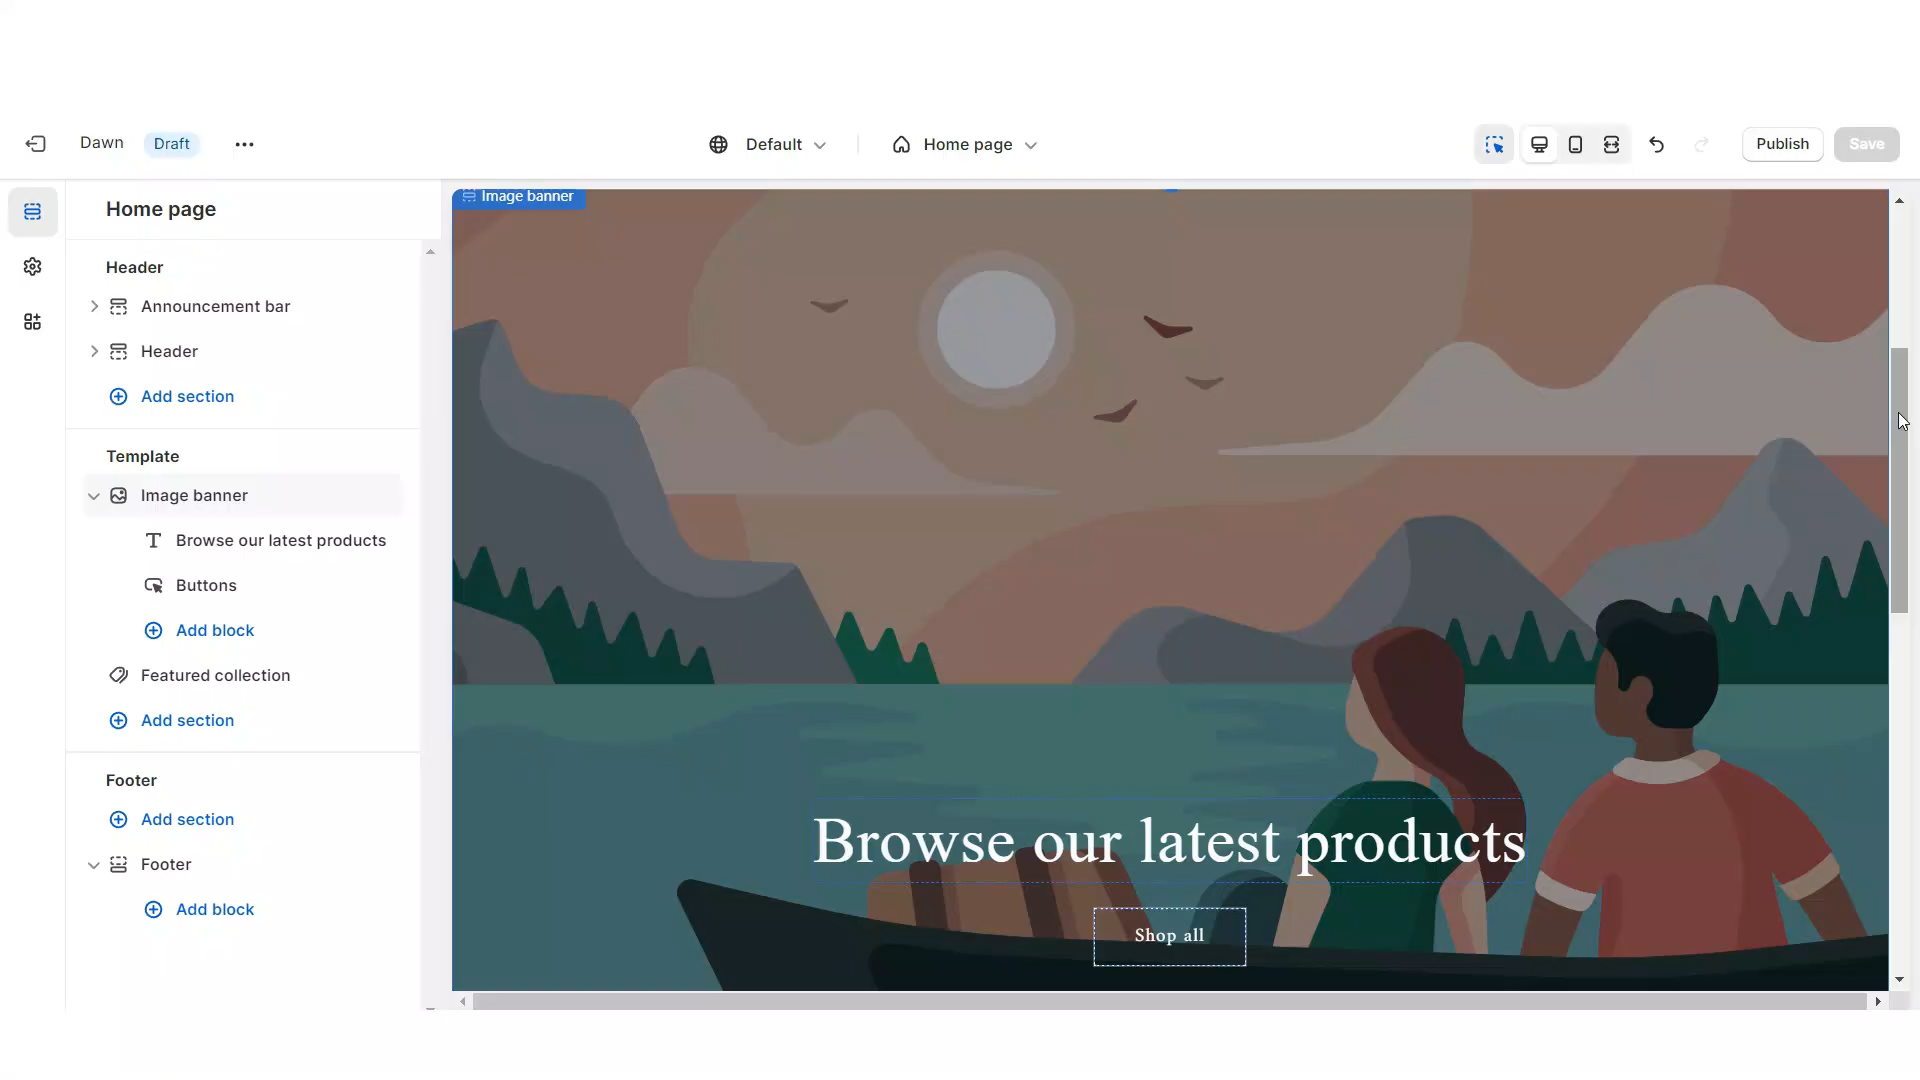 Dawn Draft
Default
Home page
Publish
Save
Home page
Header
Announcement bar
Header
Add section
Template
Image banner
Browse our latest products
Buttons
Add block
Featured collection
Add section
Footer
Add section
Footer
Add block
Image banner
Browse our latest products
Shop all